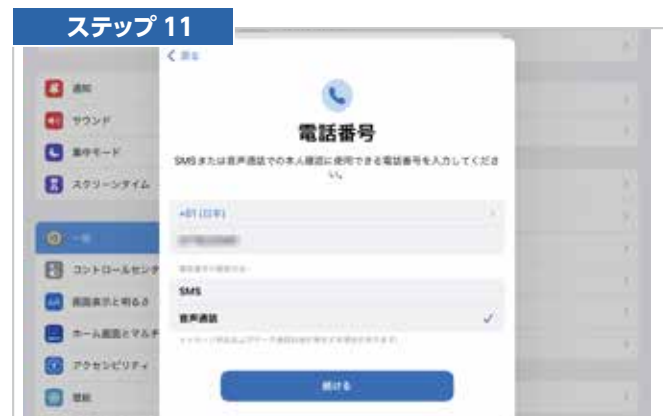 ステップ 11
戻る
電話番号
SMSまたは音声通話での本人確認に使用できる電話番号を入力してくださ
い。
+81 (日本)
SMS
音声通話
続ける
通知
サウンド
集中モード
スクリーンタイム
一般
コントロールセンタ
画面表示と明るさ
ホーム画面とマルチ
アクセシビリティ
壁紙